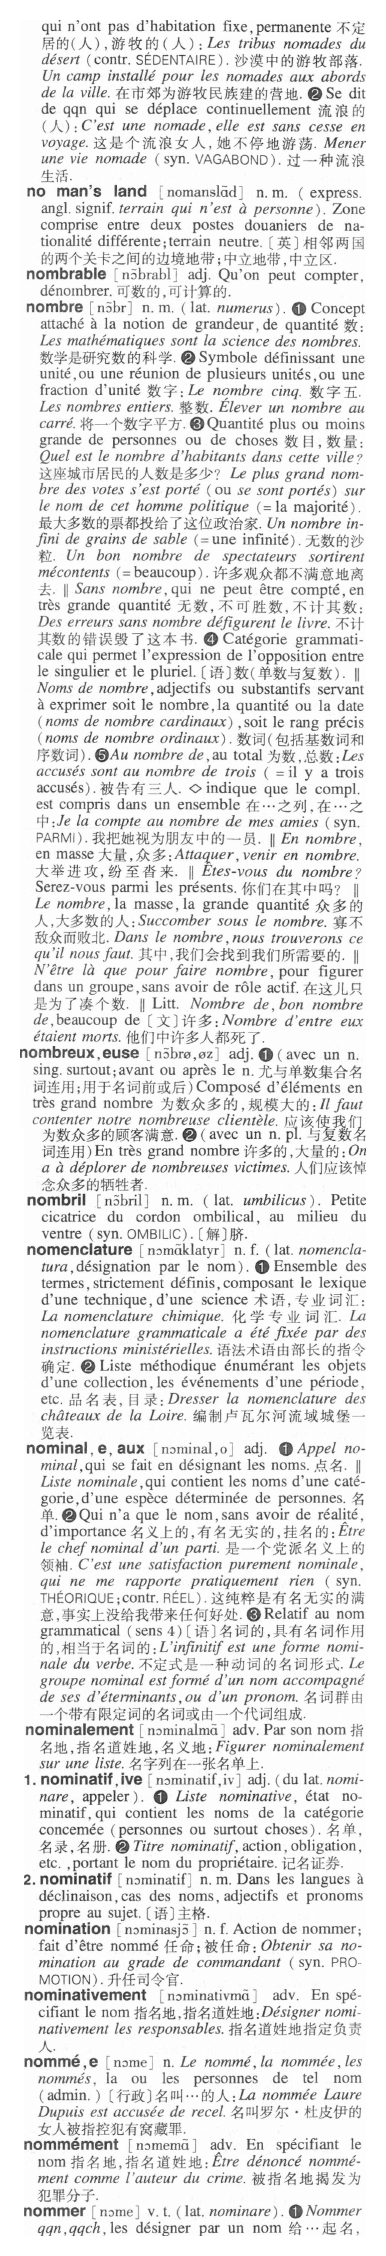 qui n'ont pas d'habitation fixe, permanente 不定
居的(人),游牧的(人): Les tribus nomades du
désert (contr. SÉDENTAIRE). 沙漠中的游牧部落.
Un camp installé pour les nomades aux abords
de la ville. 在市郊为游牧民族建的营地. ❷ Se dit
de qqn qui se déplace continuellement 流浪的
(人): C'est une nomade, elle est sans cesse en
voyage. 这是个流浪女人, 她不停地游荡. Mener
une vie nomade (syn. VAGABOND). 过一种流浪
生活.
no man's land [nomanslãd] n. m. ( express.
angl. signif. terrain qui n'est à personne). Zone
comprise entre deux postes douaniers de na-
tionalité différente; terrain neutre. [英]相邻两国
的两个关卡之间的边境地带;中立地带,中立区.
nombrable [nɔ̃brabl] adj. Qu'on peut compter,
dénombrer. 可数的,可计算的.
nombre [nɔ̃br] n. m. (lat. numerus). ❶ Concept
attaché à la notion de grandeur, de quantité 数:
Les mathématiques sont la science des nombres.
数学是研究数的科学. ❷ Symbole définissant une
unité, ou une réunion de plusieurs unités, ou une
fraction d'unité 数字: Le nombre cinq. 数字五.
Les nombres entiers. 整数. Élever un nombre au
carré. 将一个数字平方. ❸ Quantité plus ou moins
grande de personnes ou de choses 数目, 数量:
Quel est le nombre d'habitants dans cette ville?
这座城市居民的人数是多少? Le plus grand nom-
bre des votes s'est porté (ou se sont portés) sur
le nom de cet homme politique (= la majorité).
最大多数的票都投给了这位政治家. Un nombre in-
fini de grains de sable (= une infinité). 无数的沙
粒. Un bon nombre de spectateurs sortirent
mécontents (= beaucoup). 许多观众都不满意地离
去. ‖ Sans nombre, qui ne peut être compté, en
très grande quantité 无数, 不可胜数, 不计其数:
Des erreurs sans nombre défigurent le livre. 不计
其数的错误毁了这本书. ❹ Catégorie grammati-
cale qui permet l'expression de l'opposition entre
le singulier et le pluriel. [语]数(单数与复数). ‖
Noms de nombre, adjectifs ou substantifs servant
à exprimer soit le nombre, la quantité ou la date
(noms de nombre cardinaux), soit le rang précis
(noms de nombre ordinaux). 数词(包括基数词和
序数词). ❺ Au nombre de, au total 为数,总数: Les
accusés sont au nombre de trois ( = il y a trois
accusés). 被告有三人. ◇ indique que le compl.
est compris dans un ensemble 在…之列,在…之
中: Je la compte au nombre de mes amies (syn.
PARMI). 我把她视为朋友中的一员. ‖ En nombre,
en masse 大量,众多: Attaquer, venir en nombre.
大举进攻, 纷至沓来. ‖ Êtes-vous du nombre?
Serez-vous parmi les présents. 你们在其中吗? ‖
Le nombre, la masse, la grande quantité 众多的
人,大多数的人: Succomber sous le nombre. 寡不
敌众而败北. Dans le nombre, nous trouverons ce
qu'il nous faut. 其中,我们会找到我们所需要的. ‖
N'être là que pour faire nombre, pour figurer
dans un groupe, sans avoir de rôle actif. 在这儿只
是为了凑个数. ‖ Litt. Nombre de, bon nombre
de, beaucoup de [文]许多: Nombre d'entre eux
étaient morts. 他们中许多人都死了.
nombreux, euse [nɔ̃brø, øz] adj. ❶ (avec un n.
sing. surtout; avant ou après le n. 尤与单数集合名
词连用;用于名词前或后) Composé d'éléments en
très grand nombre 为数众多的,规模大的: Il faut
contenter notre nombreuse clientèle. 应该使我们
为数众多的顾客满意. ❷ (avec un n. pl. 与复数名
词连用) En très grand nombre 许多的,大量的: On
a à déplorer de nombreuses victimes. 人们应该悼
念众多的牺牲者.
nombril [nɔ̃bril] n. m. ( lat. umbilicus). Petite
cicatrice du cordon ombilical, au milieu du
ventre (syn. OMBILIC). [解]脐.
nomenclature [nɔmãklatyr] n. f. (lat. nomencla-
tura, désignation par le nom). ❶ Ensemble des
termes, strictement définis, composant le lexique
d'une technique, d'une science 术语,专业词汇:
La nomenclature chimique. 化学专业词汇. La
nomenclature grammaticale a été fixée par des
instructions ministérielles. 语法术语由部长的指令
确定. ❷ Liste méthodique énumérant les objets
d'une collection, les événements d'une période,
etc. 品名表, 目录: Dresser la nomenclature des
châteaux de la Loire. 编制卢瓦尔河流域城堡一
览表.
nominal, e, aux [nɔminal, o] adj. ❶ Appel no-
minal, qui se fait en désignant les noms. 点名. ‖
Liste nominale, qui contient les noms d'une caté-
gorie, d'une espèce déterminée de personnes. 名
单. ❷ Qui n'a que le nom, sans avoir de réalité,
d'importance 名义上的,有名无实的,挂名的: Être
le chef nominal d'un parti. 是一个党派名义上的
领袖. C'est une satisfaction purement nominale,
qui ne me rapporte pratiquement rien ( syn.
THÉORIQUE; contr. RÉEL). 这纯粹是有名无实的满
意,事实上没给我带来任何好处. ❸ Relatif au nom
grammatical (sens 4) [语]名词的,具有名词作用
的,相当于名词的: L'infinitif est une forme nomi-
nale du verbe. 不定式是一种动词的名词形式. Le
groupe nominal est formé d'un nom accompagné
de ses d'éterminants, ou d'un pronom. 名词群由
一个带有限定词的名词或由一个代词组成.
nominalement [nɔminalmã] adv. Par son nom 指
名地,指名道姓地,名义地: Figurer nominalement
sur une liste. 名字列在一张名单上.
1. nominatif, ive [nɔminatif, iv] adj. (du lat. nomi-
nare, appeler). ❶ Liste nominative, état no-
minatif, qui contient les noms de la catégorie
concernée (personnes ou surtout choses). 名单,
名录,名册. ❷ Titre nominatif, action, obligation,
etc., portant le nom du propriétaire. 记名证券.
2. nominatif [nɔminatif] n. m. Dans les langues à
déclinaison, cas des noms, adjectifs et pronoms
propre au sujet. [语]主格.
nomination [nɔminasjɔ̃] n. f. Action de nommer;
fait d'être nommé 任命; 被任命: Obtenir sa no-
mination au grade de commandant ( syn. PRO-
MOTION). 升任司令官.
nominativement [nɔminativmã] adv. En spé-
cifiant le nom 指名地,指名道姓地: Désigner nomi-
nativement les responsables. 指名道姓地指定负责
人.
nommé, e [nɔme] n. Le nommé, la nommée, les
nommés, la ou les personnes de tel nom
(admin.) [行政]名叫…的人: La nommée Laure
Dupuis est accusée de recel. 名叫罗尔·杜皮伊的
女人被指控犯有窝藏罪.
nommément [nɔmemã] adv. En spécifiant le
nom 指名地,指名道姓地: Être dénoncé nommé-
ment comme l'auteur du crime. 被指名地揭发为
犯罪分子.
nommer [nɔme] v. t. (lat. nominare). ❶ Nommer
qqn, qqch, les désigner par un nom 给…起名,